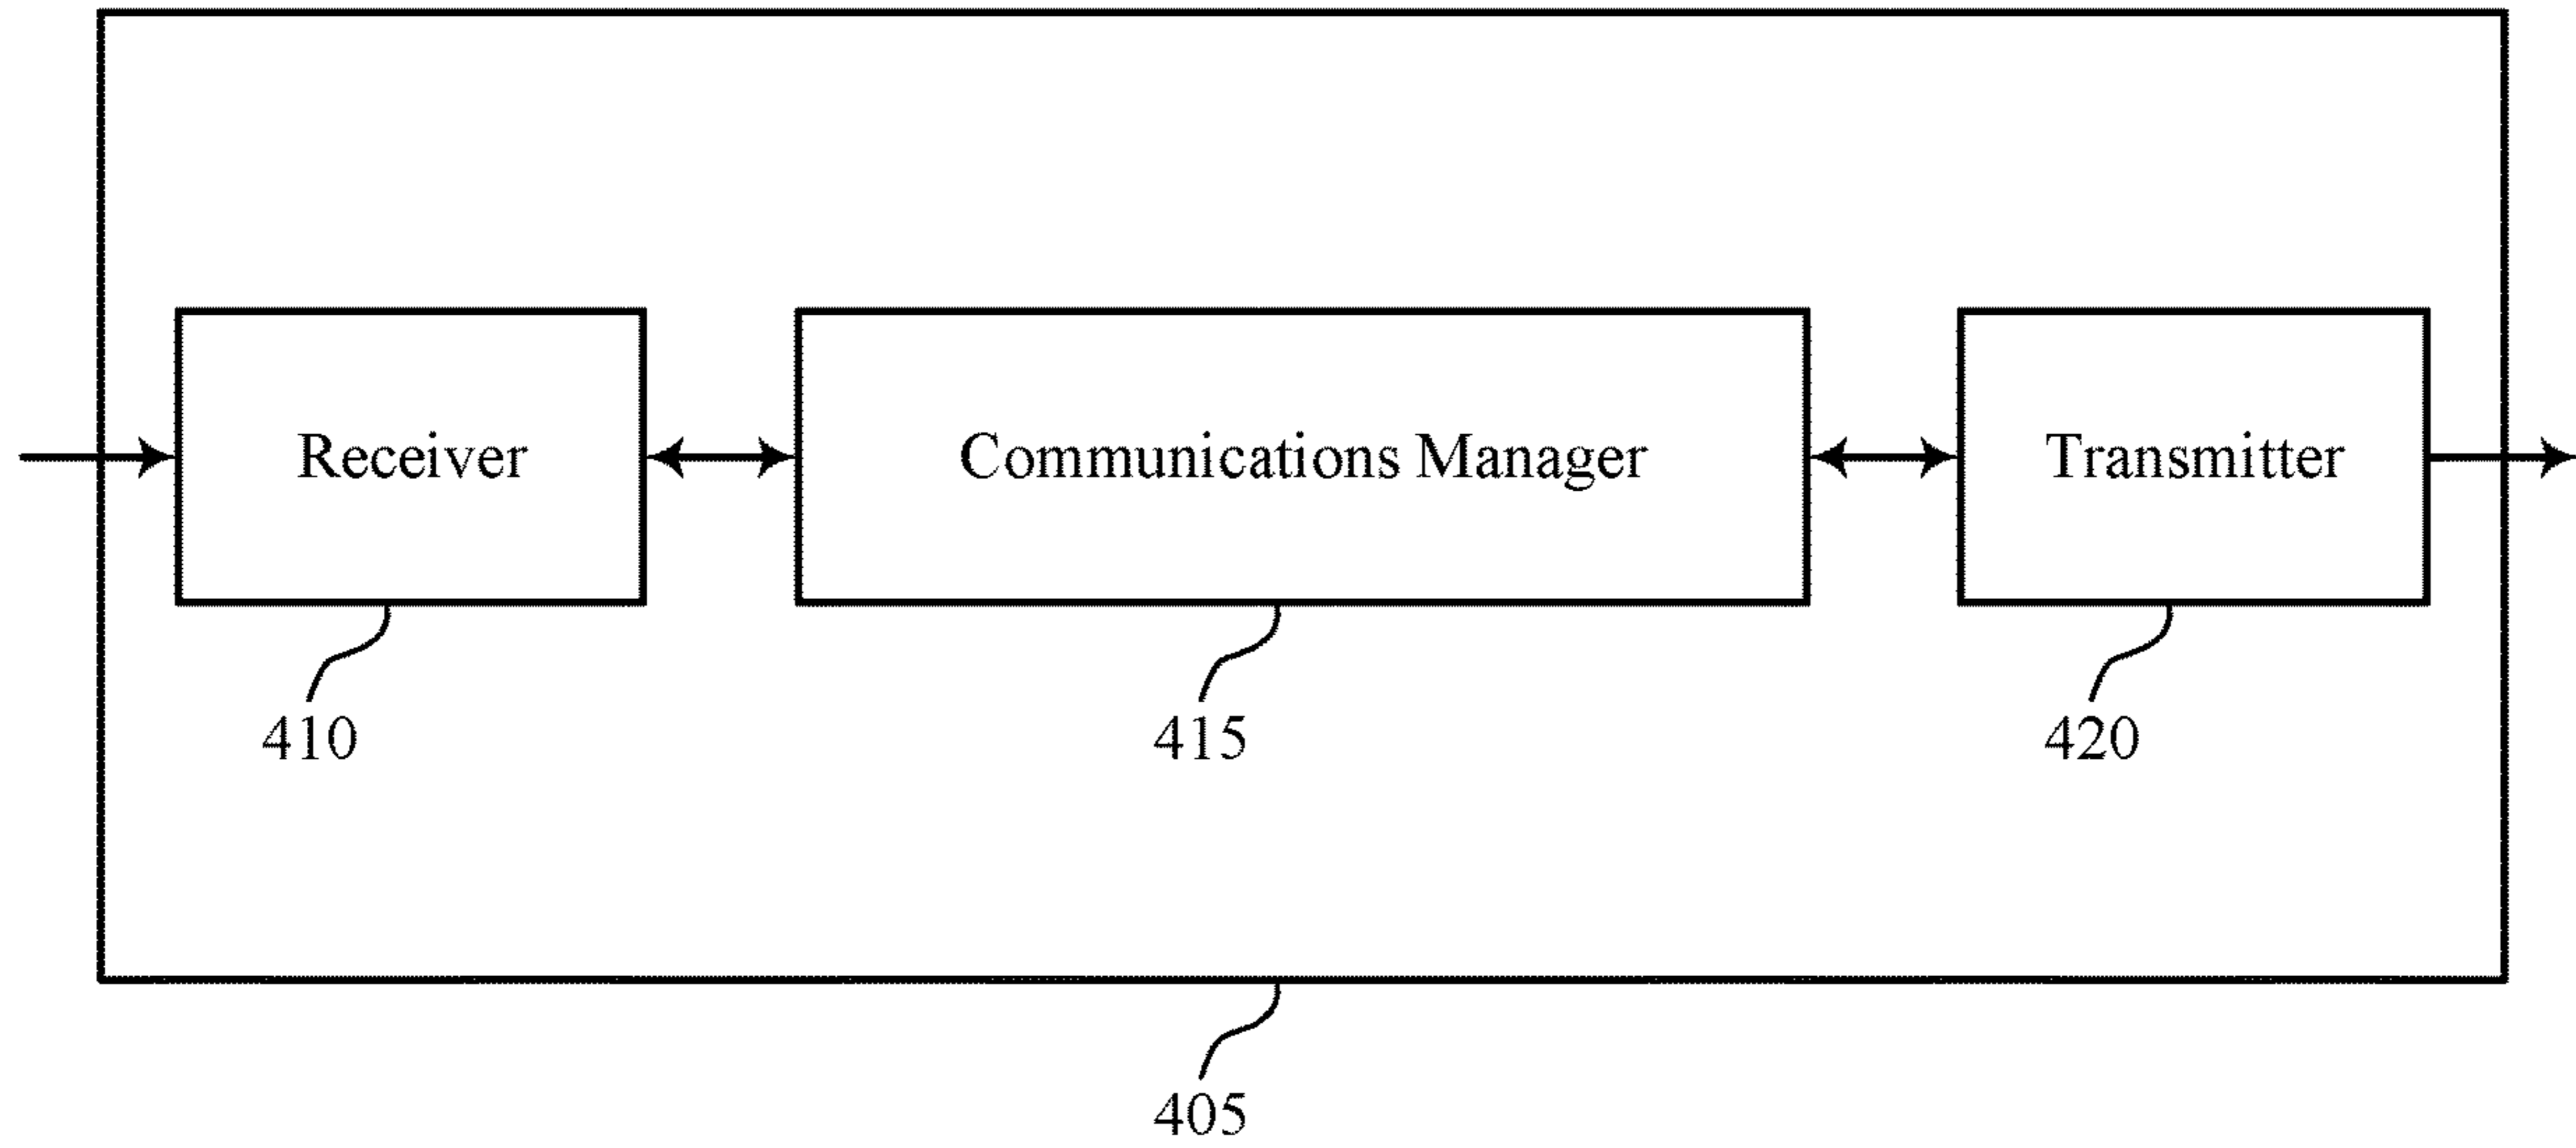 Receiver
Communications Manager
Transmitter
410
415
420
405